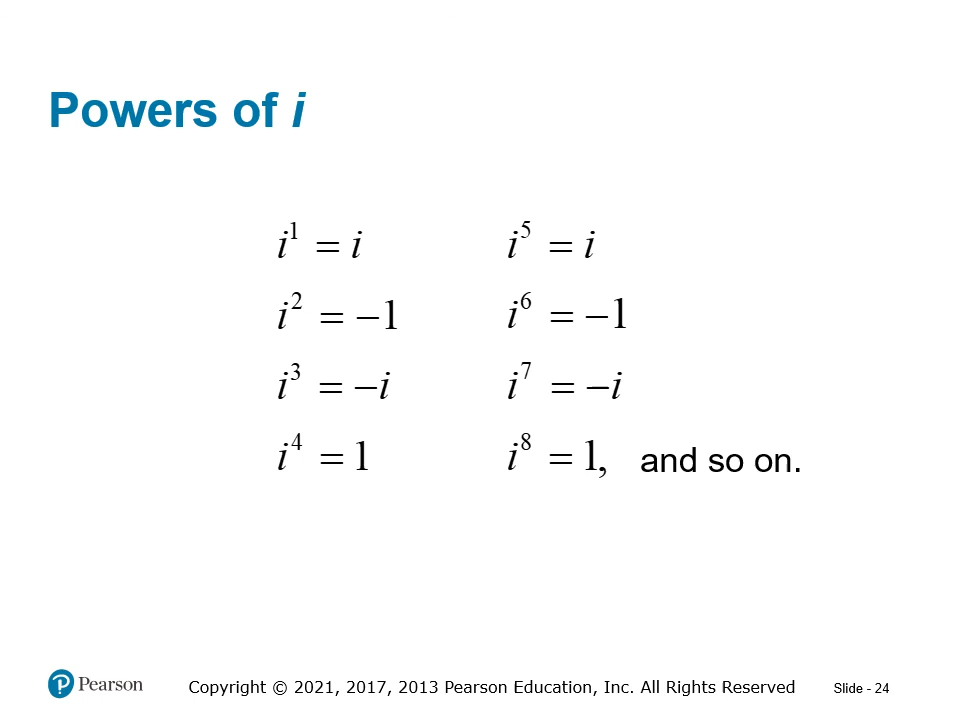 Powers of i
i¹ = i i⁵ = i
i² = −1 i⁶ = −1
i³ = −i i⁷ = −i
i⁴ = 1 i⁸ = 1, and so on.
Pearson Copyright © 2021, 2017, 2013 Pearson Education, Inc. All Rights Reserved Slide - 24